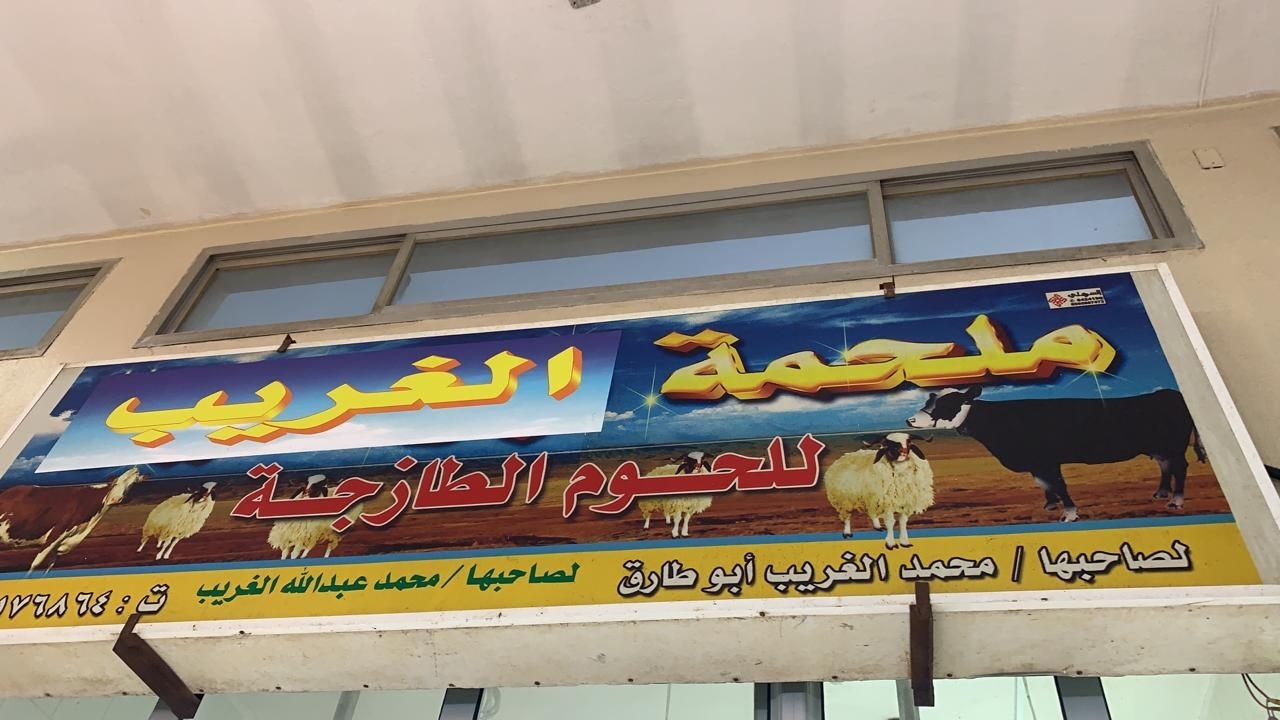 ملحمة الغريب
للحوم الطازجة
لصاحبها / محمد الغريب أبو طارق
لصاحبها / محمد عبدالله الغريب
ت :